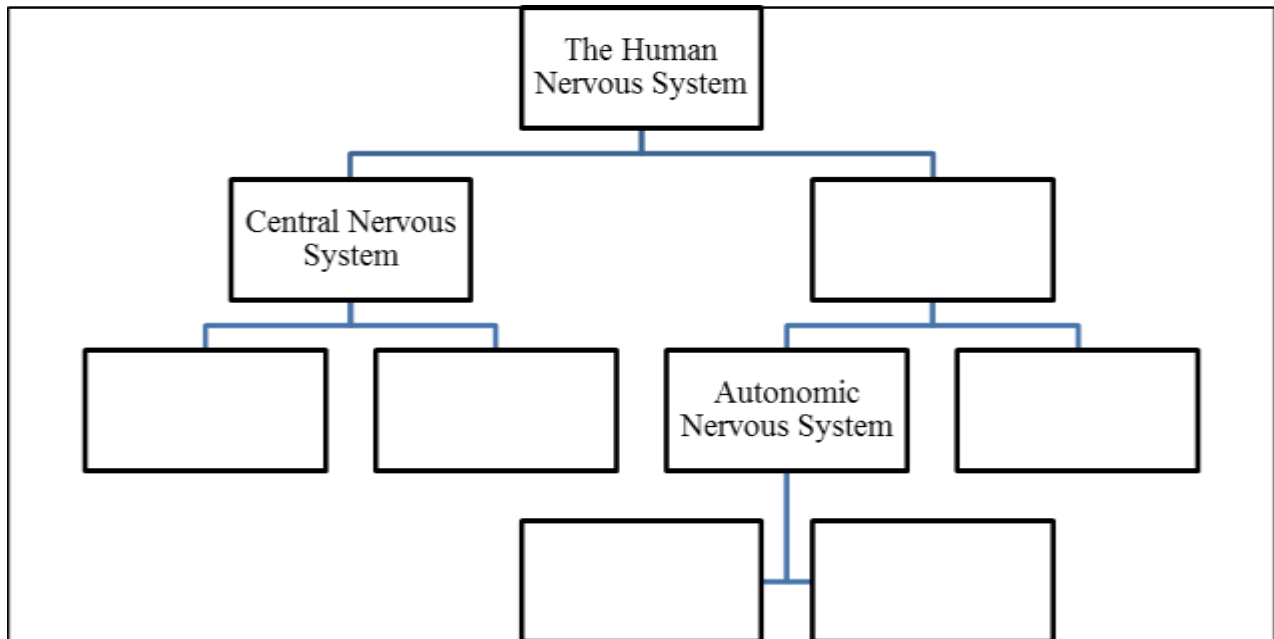 The Human
Nervous System
Central Nervous
System
Autonomic
Nervous System